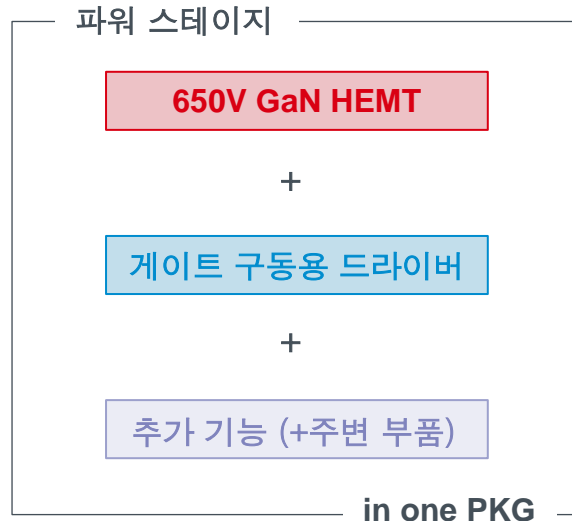 파워 스테이지
650V GaN HEMT
+
게이트 구동용 드라이버
+
추가 기능 (+주변 부품)
in one PKG